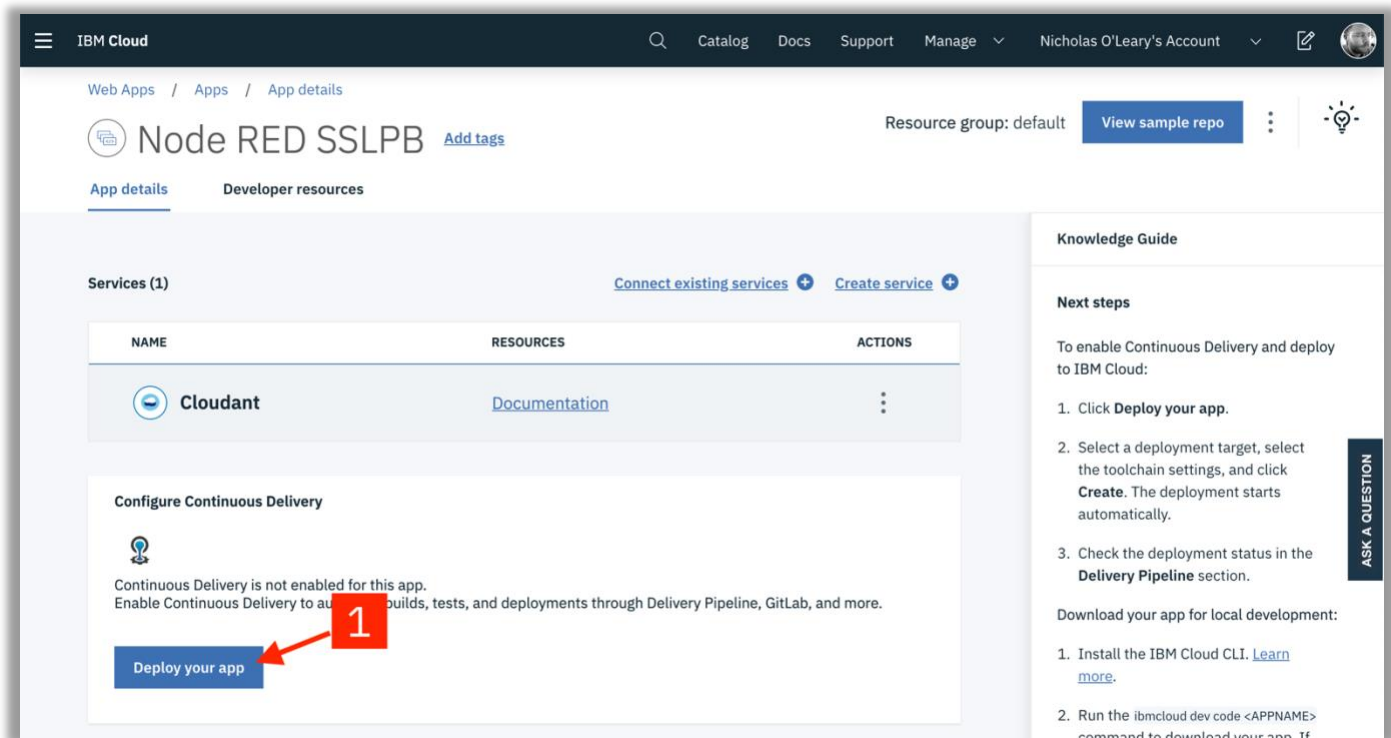 IBM Cloud
Catalog
Docs
Support
Manage
Nicholas O'Leary's Account
Web Apps / Apps / App details
Node RED SSLPB
Add tags
Resource group: default
View sample repo
App details
Developer resources
Services (1)
Connect existing services
Create service
NAME
RESOURCES
ACTIONS
Cloudant
Documentation
Configure Continuous Delivery
Continuous Delivery is not enabled for this app.
Enable Continuous Delivery to au builds, tests, and deployments through Delivery Pipeline, GitLab, and more.
1
Deploy your app
Knowledge Guide
Next steps
To enable Continuous Delivery and deploy
to IBM Cloud:
1. Click Deploy your app.
2. Select a deployment target, select
the toolchain settings, and click
Create. The deployment starts
automatically.
3. Check the deployment status in the
Delivery Pipeline section.
Download your app for local development:
1. Install the IBM Cloud CLI. Learn
more.
2. Run the ibmcloud dev code <APPNAME>
command to download your app. If
ASK A QUESTION